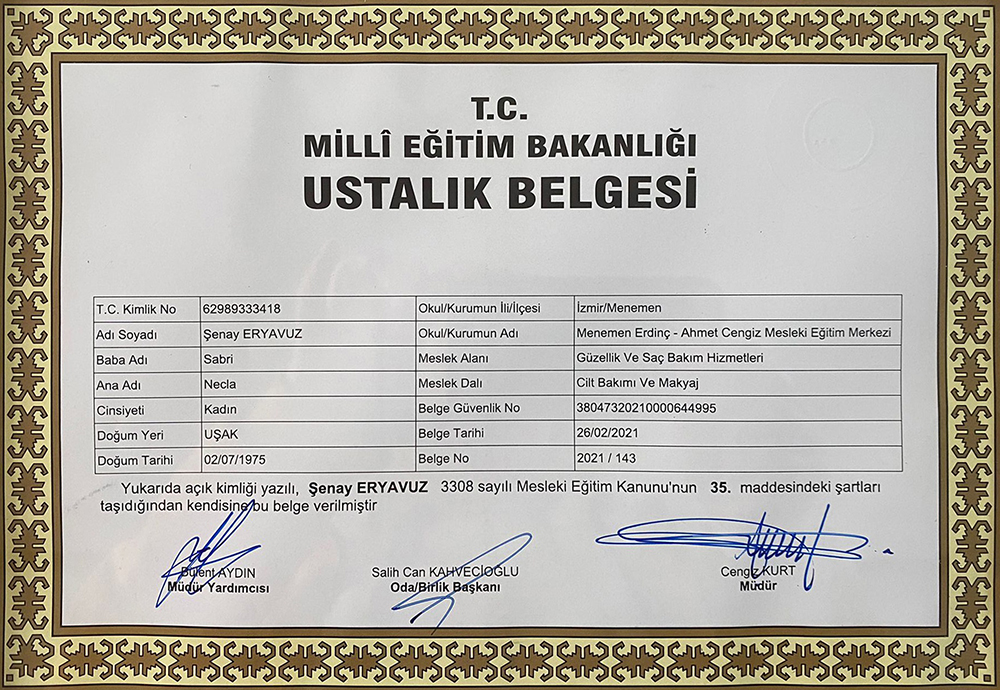 T.C.
MİLLÎ EĞİTİM BAKANLIĞI
USTALIK BELGESİ
T.C. Kimlik No 62989333418 Okul/Kurumun İli/İlçesi İzmir/Menemen
Adı Soyadı Şenay ERYAVUZ Okul/Kurumun Adı Menemen Erdinç - Ahmet Cengiz Mesleki Eğitim Merkezi
Baba Adı Sabri Meslek Alanı Güzellik Ve Saç Bakım Hizmetleri
Ana Adı Necla Meslek Dalı Cilt Bakımı Ve Makyaj
Cinsiyeti Kadın Belge Güvenlik No 38047320210000644995
Doğum Yeri UŞAK Belge Tarihi 26/02/2021
Doğum Tarihi 02/07/1975 Belge No 2021 / 143
Yukarıda açık kimliği yazılı, Şenay ERYAVUZ 3308 sayılı Mesleki Eğitim Kanunu'nun 35. maddesindeki şartları
taşıdığından kendisine bu belge verilmiştir
Bülent AYDIN Salih Can KAHVECİOĞLU Cengiz KURT
Müdür Yardımcısı Oda/Birlik Başkanı Müdür